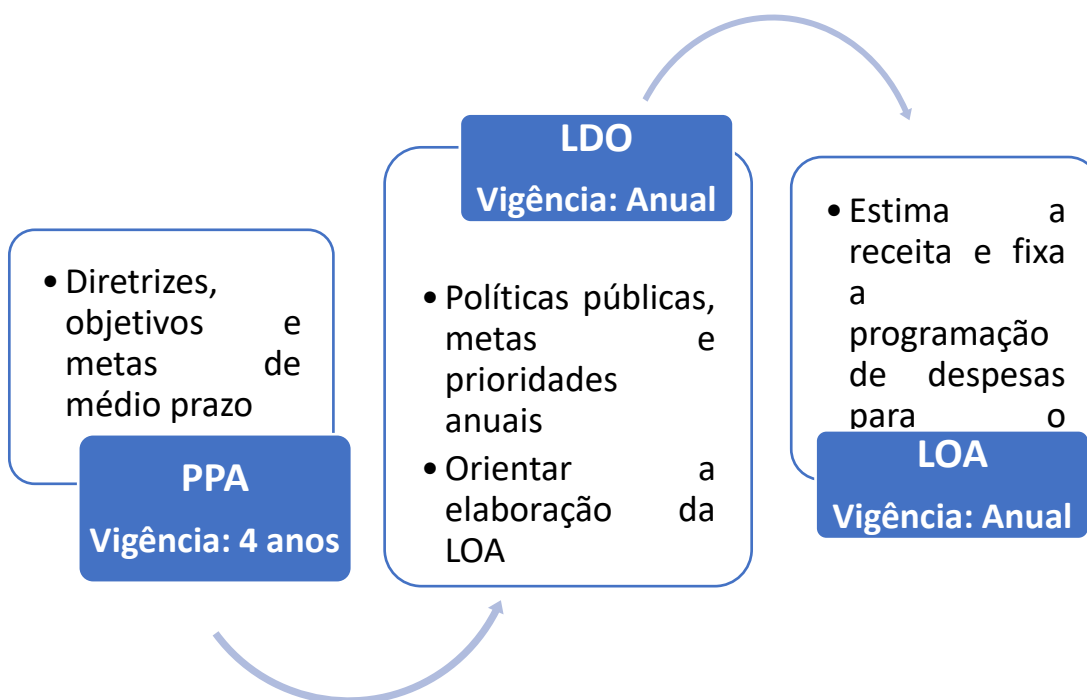 • Diretrizes,
objetivos e
metas de
médio prazo
PPA
Vigência: 4 anos
LDO
Vigência: Anual
• Políticas públicas,
metas e
prioridades
anuais
• Orientar a
elaboração da
LOA
• Estima a
receita e fixa
a
programação
de despesas
para o
LOA
Vigência: Anual